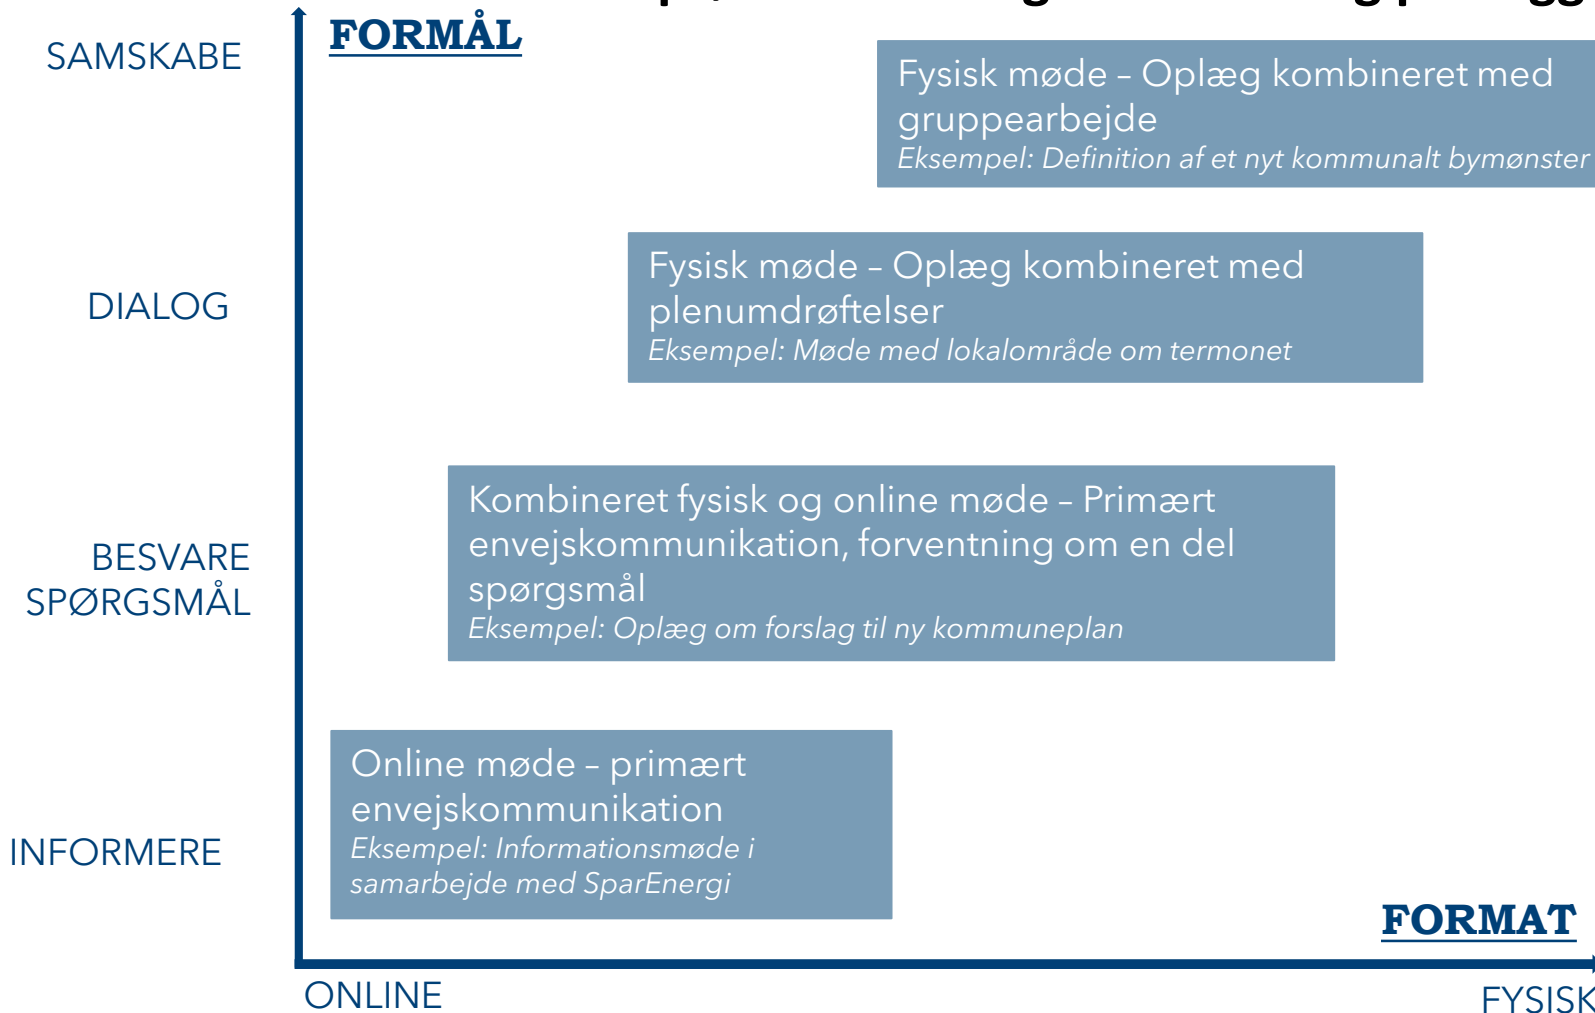 FORMÅL
SAMSKABE
Fysisk møde – Oplæg kombineret med
gruppearbejde
Eksempel: Definition af et nyt kommunalt bymønster
DIALOG
Fysisk møde – Oplæg kombineret med
plenumdrøftelser
Eksempel: Møde med lokalområde om termonet
BESVARE
SPØRGSMÅL
Kombineret fysisk og online møde – Primært
envejskommunikation, forventning om en del
spørgsmål
Eksempel: Oplæg om forslag til ny kommuneplan
INFORMERE
Online møde – primært
envejskommunikation
Eksempel: Informationsmøde i
samarbejde med SparEnergi
FORMAT
ONLINE
FYSISK